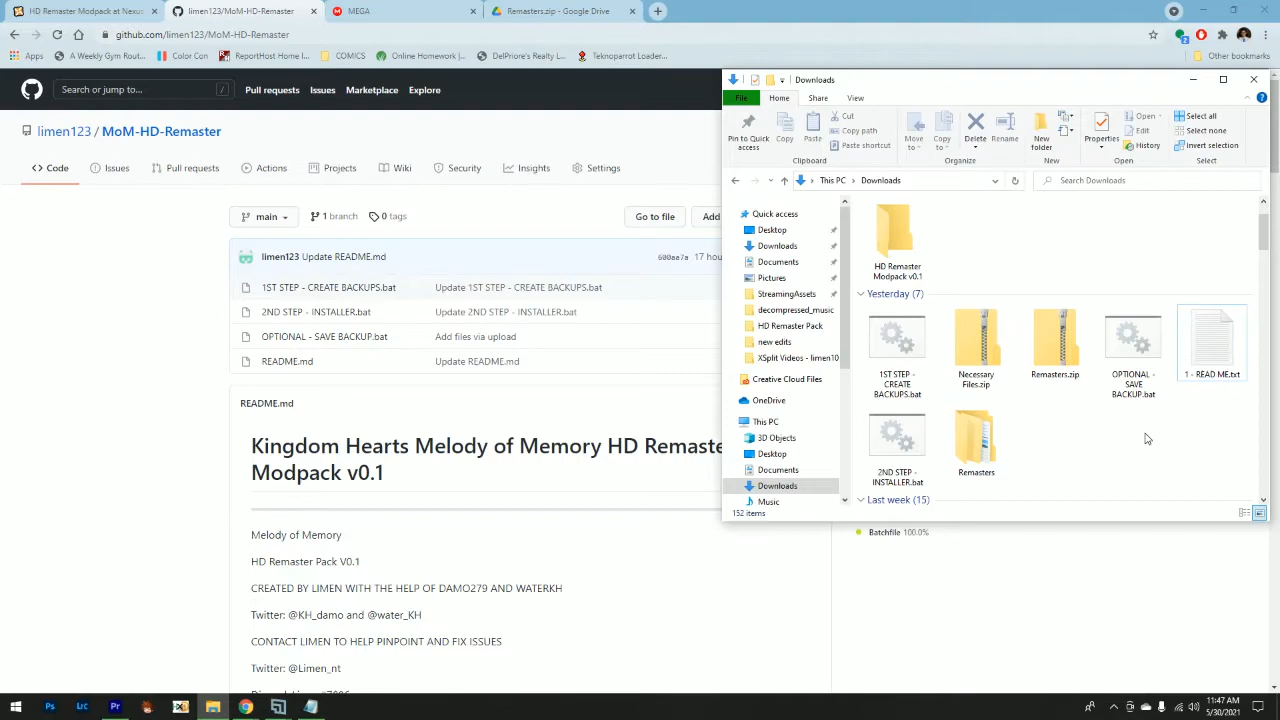 HD Remaster Modpack at Nexus
limen123/MoM-HD-Remaster
MEGA
Remasters.zip - Google Drive
github.com/limen123/MoM-HD-Remaster
Apps
A Weekly Gym Rout...
Color Con
ReportHost Home I...
COMICS
Online Homework j...
DelPriore's Letter t...
Teknoparrot Loader...
Other bookmarks
Search or jump to...
/
Pull requests
Issues
Marketplace
Explore
limen123 / MoM-HD-Remaster
Code
Issues
Pull requests
Actions
Projects
Wiki
Security
Insights
Settings
main
1 branch
0 tags
Go to file
Add
limen123 Update README.md
600aa7a
17 hou
1ST STEP - CREATE BACKUPS.bat
Update 1ST STEP - CREATE BACKUPS.bat
2ND STEP - INSTALLER.bat
Update 2ND STEP - INSTALLER.bat
OPTIONAL - SAVE BACKUP.bat
Add files via upload
README.md
Update README.md
README.md
Kingdom Hearts Melody of Memory HD Remaste
Modpack v0.1
Melody of Memory
HD Remaster Pack V0.1
CREATED BY LIMEN WITH THE HELP OF DAMO279 AND WATERKH
Twitter: @KH_damo and @water_KH
CONTACT LIMEN TO HELP PINPOINT AND FIX ISSUES
Twitter: @Limen_nt
Batchfile 100.0%
Downloads
File
Home
Share
View
Pin to Quick
access
Copy
Paste
Cut
Copy path
Paste shortcut
Clipboard
Move
to
Copy
to
Delete
Rename
Organize
New
folder
New
Properties
Open
Edit
History
Open
Select all
Select none
Invert selection
Select
This PC
Downloads
Search Downloads
Quick access
Desktop
Downloads
Documents
Pictures
StreamingAssets
decompressed_music
HD Remaster Pack
new edits
XSplit Videos - limen10
Creative Cloud Files
OneDrive
This PC
3D Objects
Desktop
Documents
Downloads
Music
HD Remaster
Modpack v0.1
Yesterday (7)
1ST STEP -
CREATE
BACKUPS.bat
Necessary
Files.zip
Remasters.zip
OPTIONAL -
SAVE
BACKUP.bat
1 - READ ME.txt
2ND STEP -
INSTALLER.bat
Remasters
Last week (15)
152 items
Ps
Lrc
Pr
11:47 AM
5/30/2021